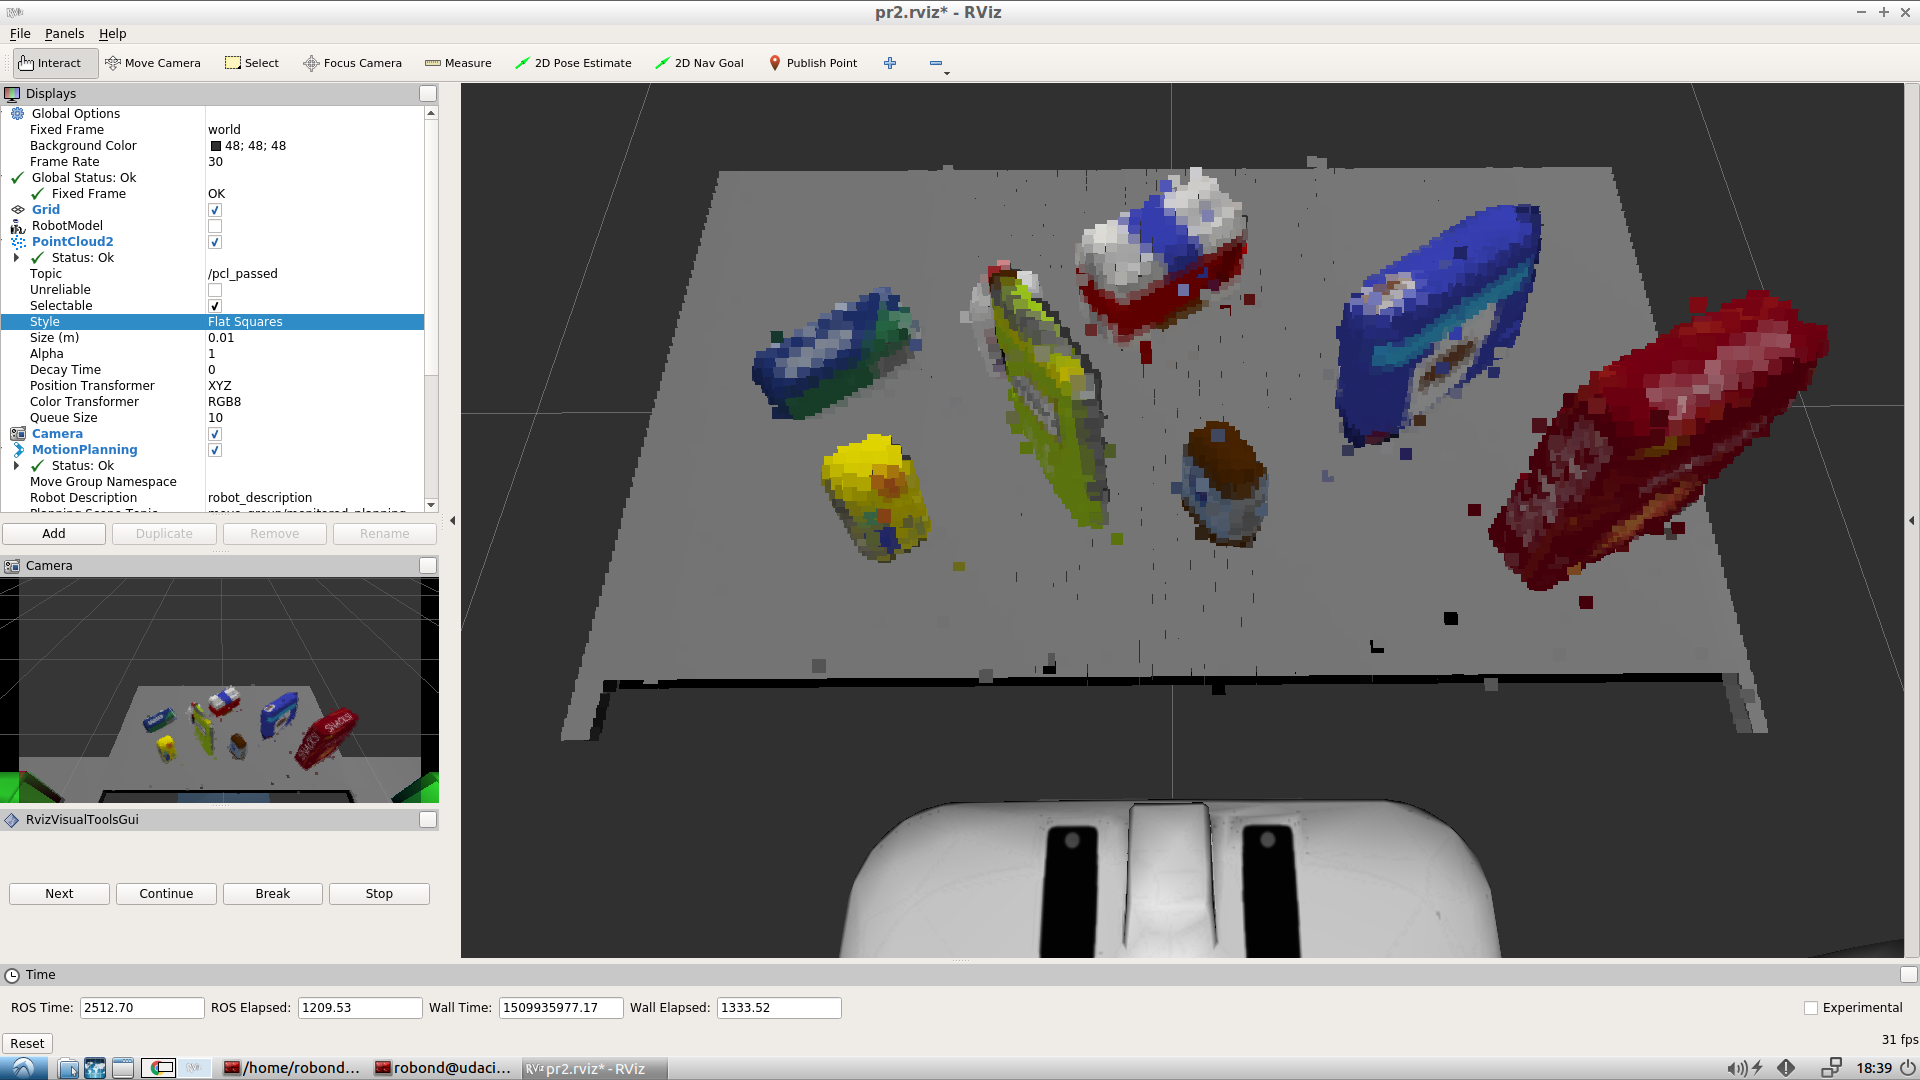 pr2.rviz* - RViz
File Panels Help
Interact Move Camera Select Focus Camera Measure 2D Pose Estimate 2D Nav Goal Publish Point
Displays
Global Options
Fixed Frame world
Background Color 48; 48; 48
Frame Rate 30
Global Status: Ok
Fixed Frame OK
Grid
RobotModel
PointCloud2
Status: Ok
Topic /pcl_passed
Unreliable
Selectable
Style Flat Squares
Size (m) 0.01
Alpha 1
Decay Time 0
Position Transformer XYZ
Color Transformer RGB8
Queue Size 10
Camera
MotionPlanning
Status: Ok
Move Group Namespace
Robot Description robot_description
Add Duplicate Remove Rename
Camera
SNACKS!
SNACKS
RvizVisualToolsGui
Next Continue Break Stop
Time
ROS Time: 2512.70 ROS Elapsed: 1209.53 Wall Time: 1509935977.17 Wall Elapsed: 1333.52 Experimental
Reset 31 fps
/home/robond... robond@udaci... RViz pr2.rviz* - RViz 18:39